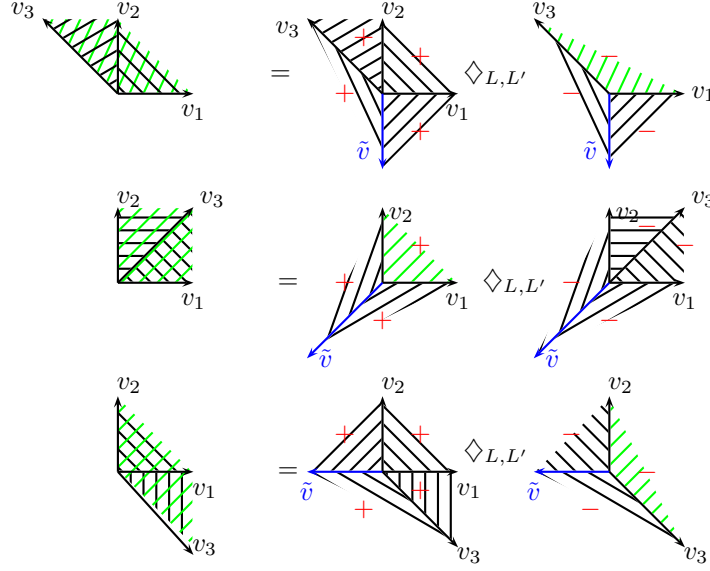 v₃ v₂ v₃
v₁ = + + + + v₁ ṽ ◇_{L,L′} − − − v₁ ṽ
v₂ v₃ v₂ v₂ v₃
v₁ = + + + v₁ ṽ ◇_{L,L′} − − − − v₁ ṽ
v₂ v₂ v₂
v₁ v₃ = + + + + v₁ ṽ v₃ ◇_{L,L′} − − − ṽ v₃